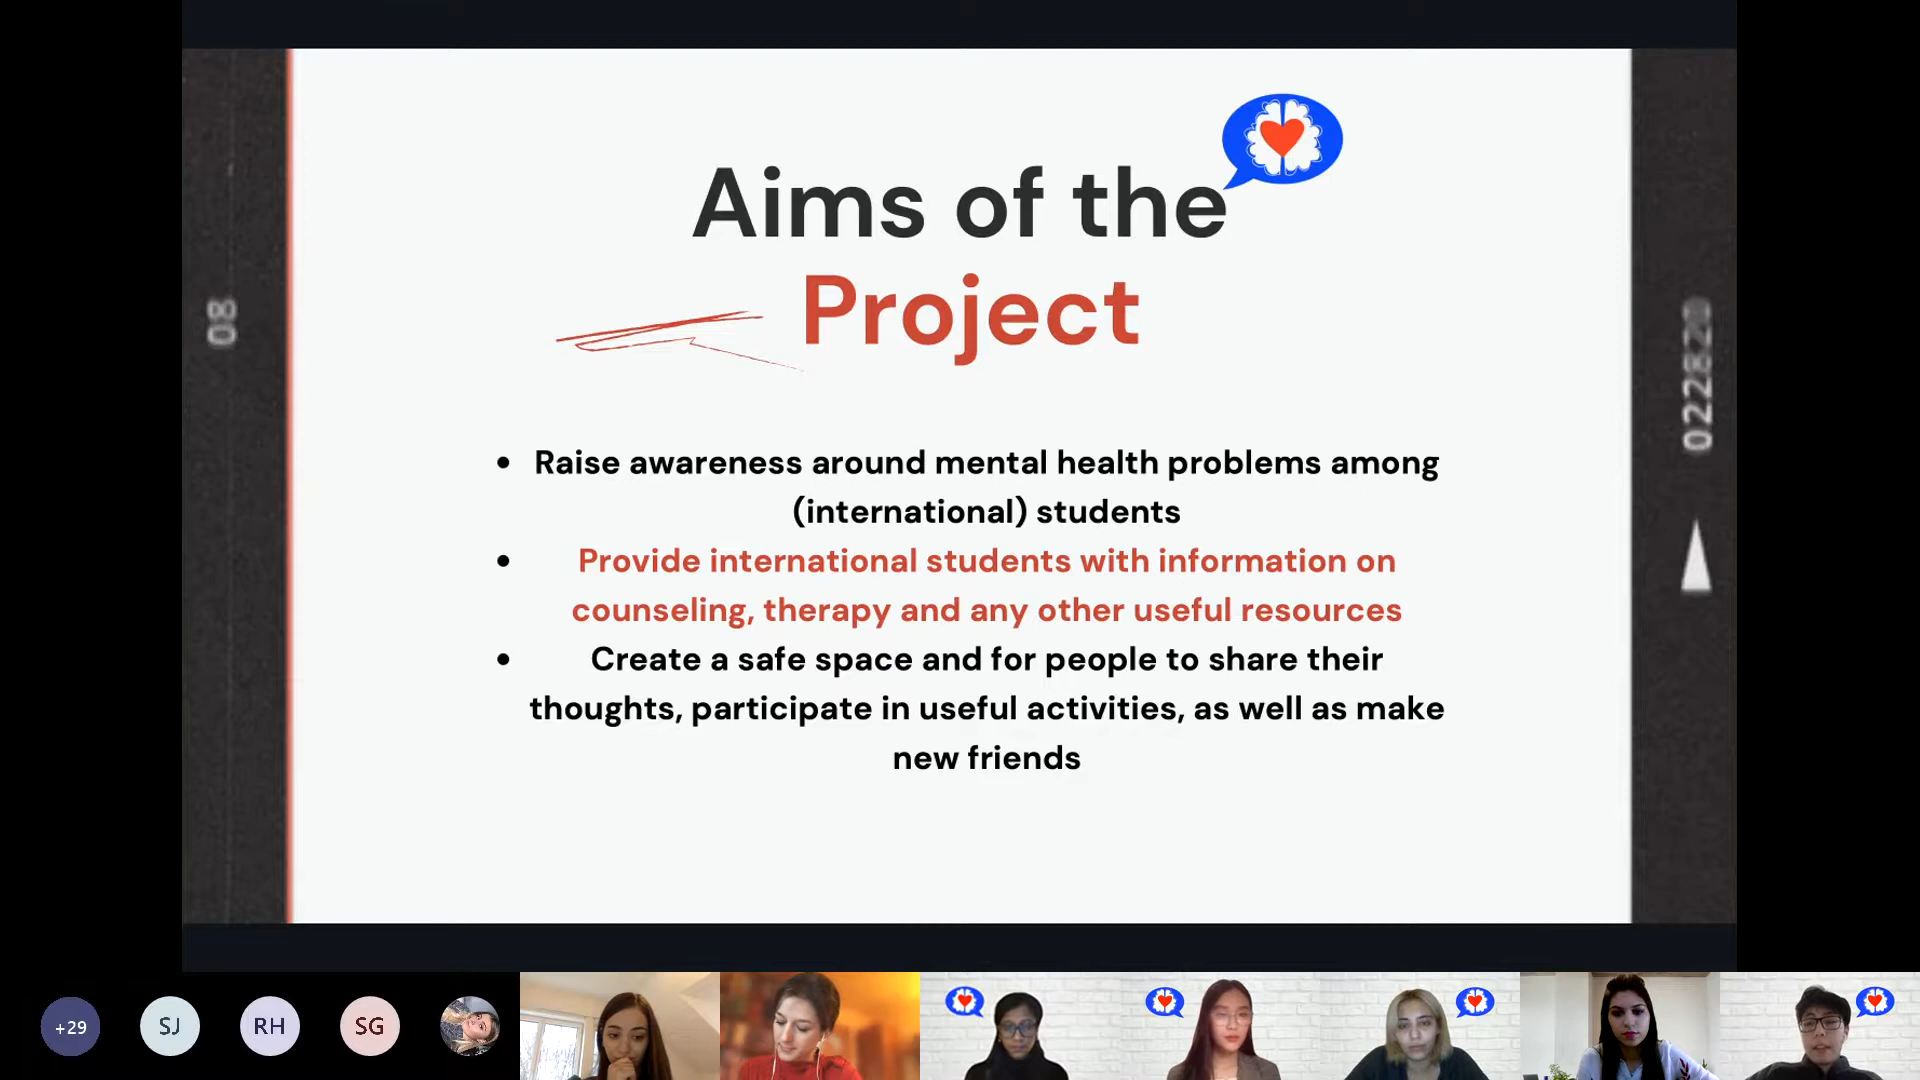 Aims of the
Project
08
022820
• Raise awareness around mental health problems among
(international) students
• Provide international students with information on
counseling, therapy and any other useful resources
• Create a safe space and for people to share their
thoughts, participate in useful activities, as well as make
new friends
+29
SJ
RH
SG